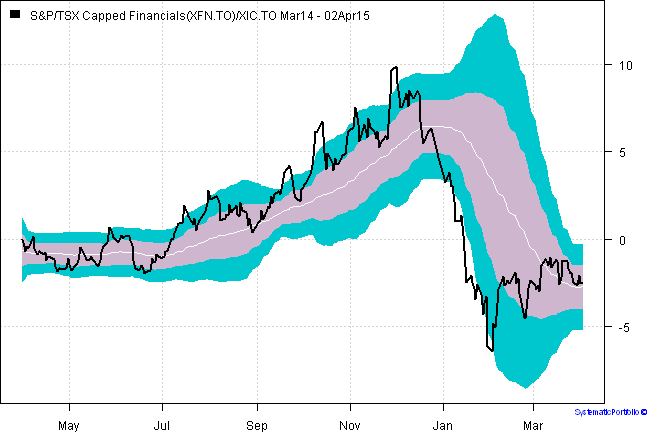 S&P/TSX Capped Financials(XFN.TO)/XIC.TO Mar14 - 02Apr15
10
5
0
-5
May Jul Sep Nov Jan Mar
SystematicPortfolio ©